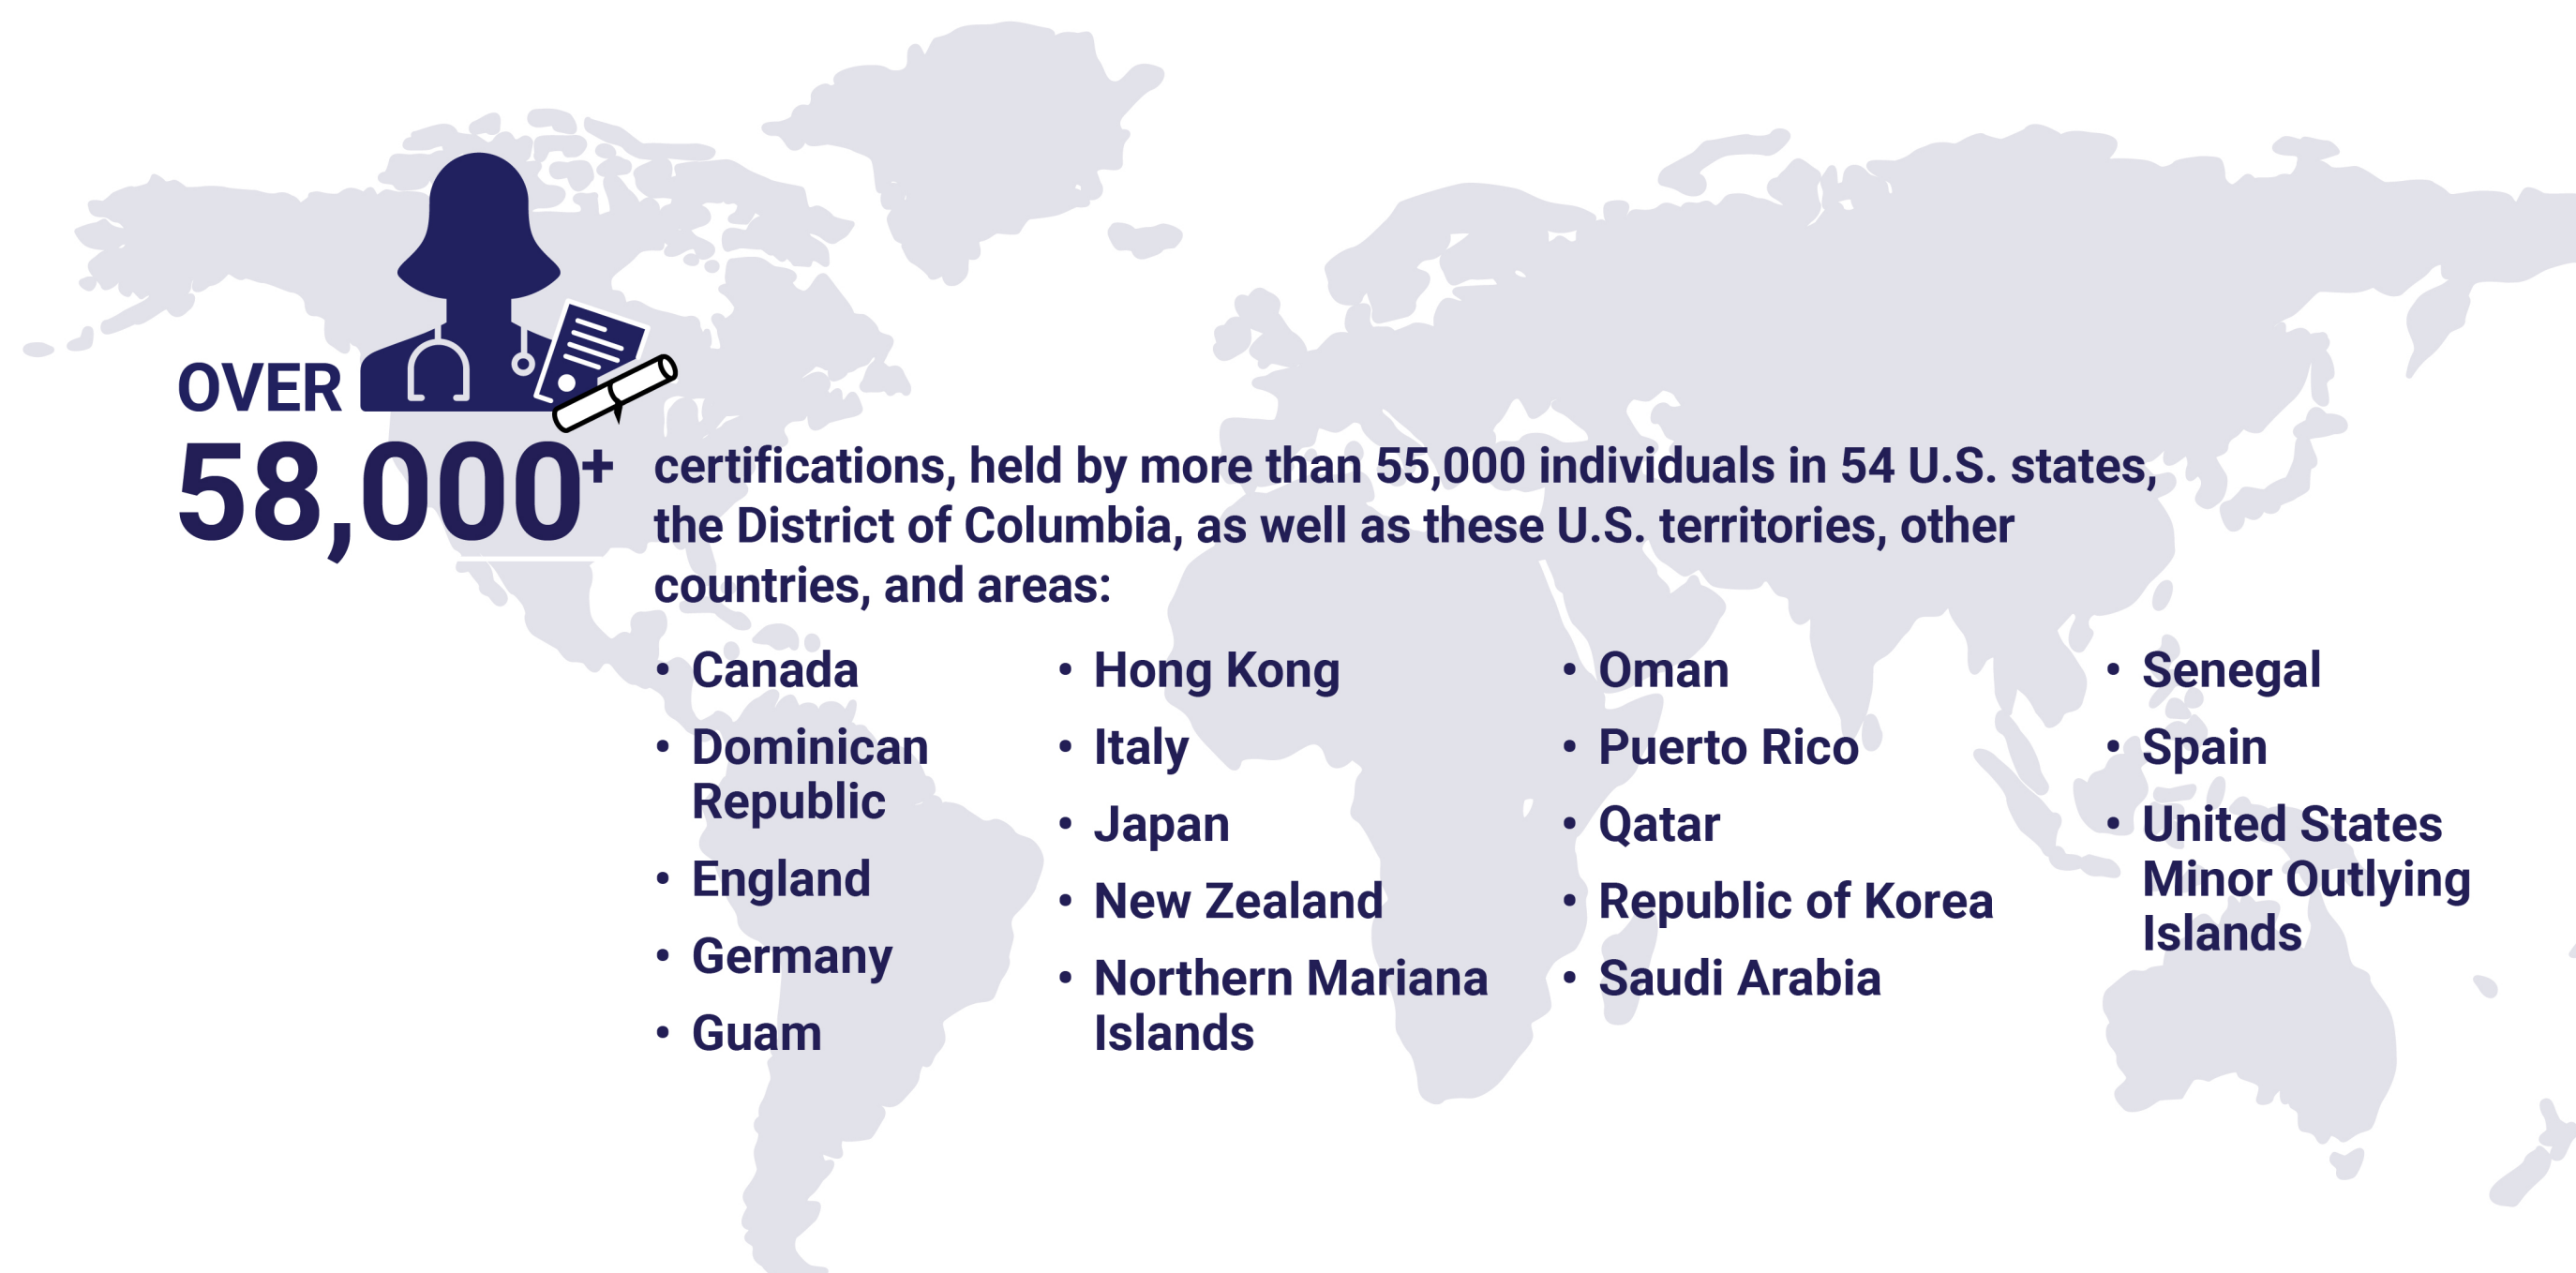 OVER
58,000+
certifications, held by more than 55,000 individuals in 54 U.S. states,
the District of Columbia, as well as these U.S. territories, other
countries, and areas:
• Canada
• Dominican
Republic
• England
• Germany
• Guam
• Hong Kong
• Italy
• Japan
• New Zealand
• Northern Mariana
Islands
• Oman
• Puerto Rico
• Qatar
• Republic of Korea
• Saudi Arabia
• Senegal
• Spain
• United States
Minor Outlying
Islands